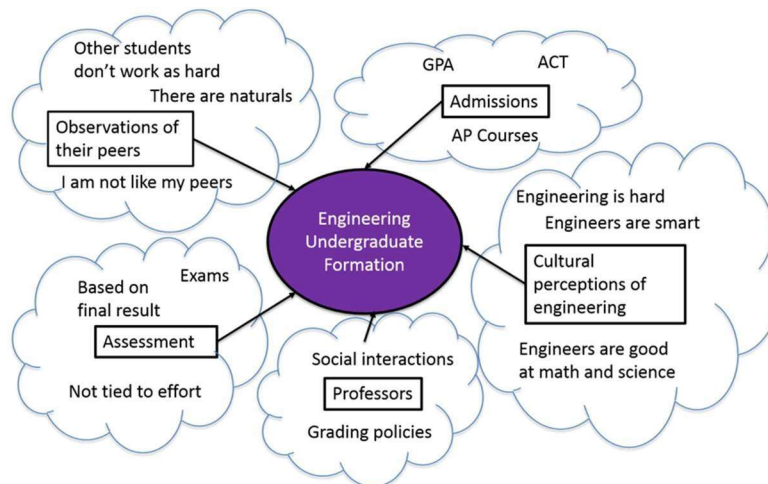 Other students
don't work as hard
There are naturals
Observations of
their peers
I am not like my peers
GPA
ACT
Admissions
AP Courses
Engineering
Undergraduate
Formation
Engineering is hard
Engineers are smart
Cultural
perceptions of
engineering
Engineers are good
at math and science
Exams
Based on
final result
Assessment
Not tied to effort
Social interactions
Professors
Grading policies